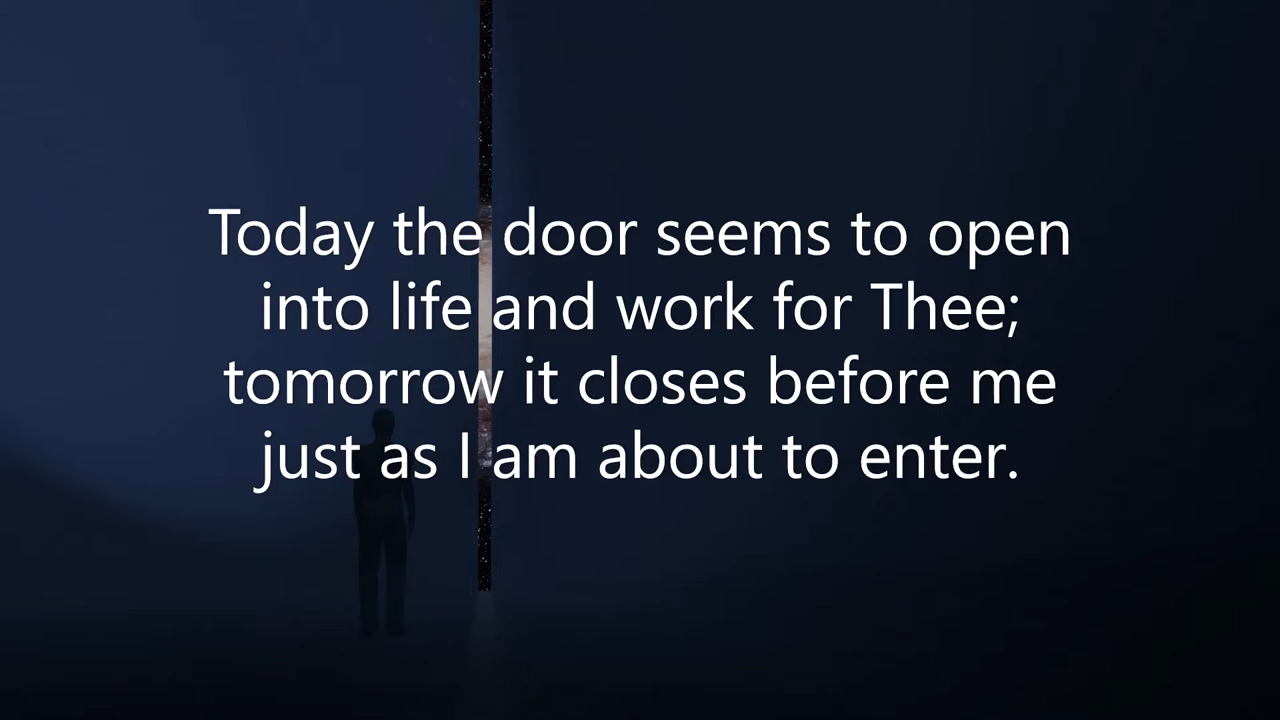 Today the door seems to open
into life and work for Thee;
tomorrow it closes before me
just as I am about to enter.